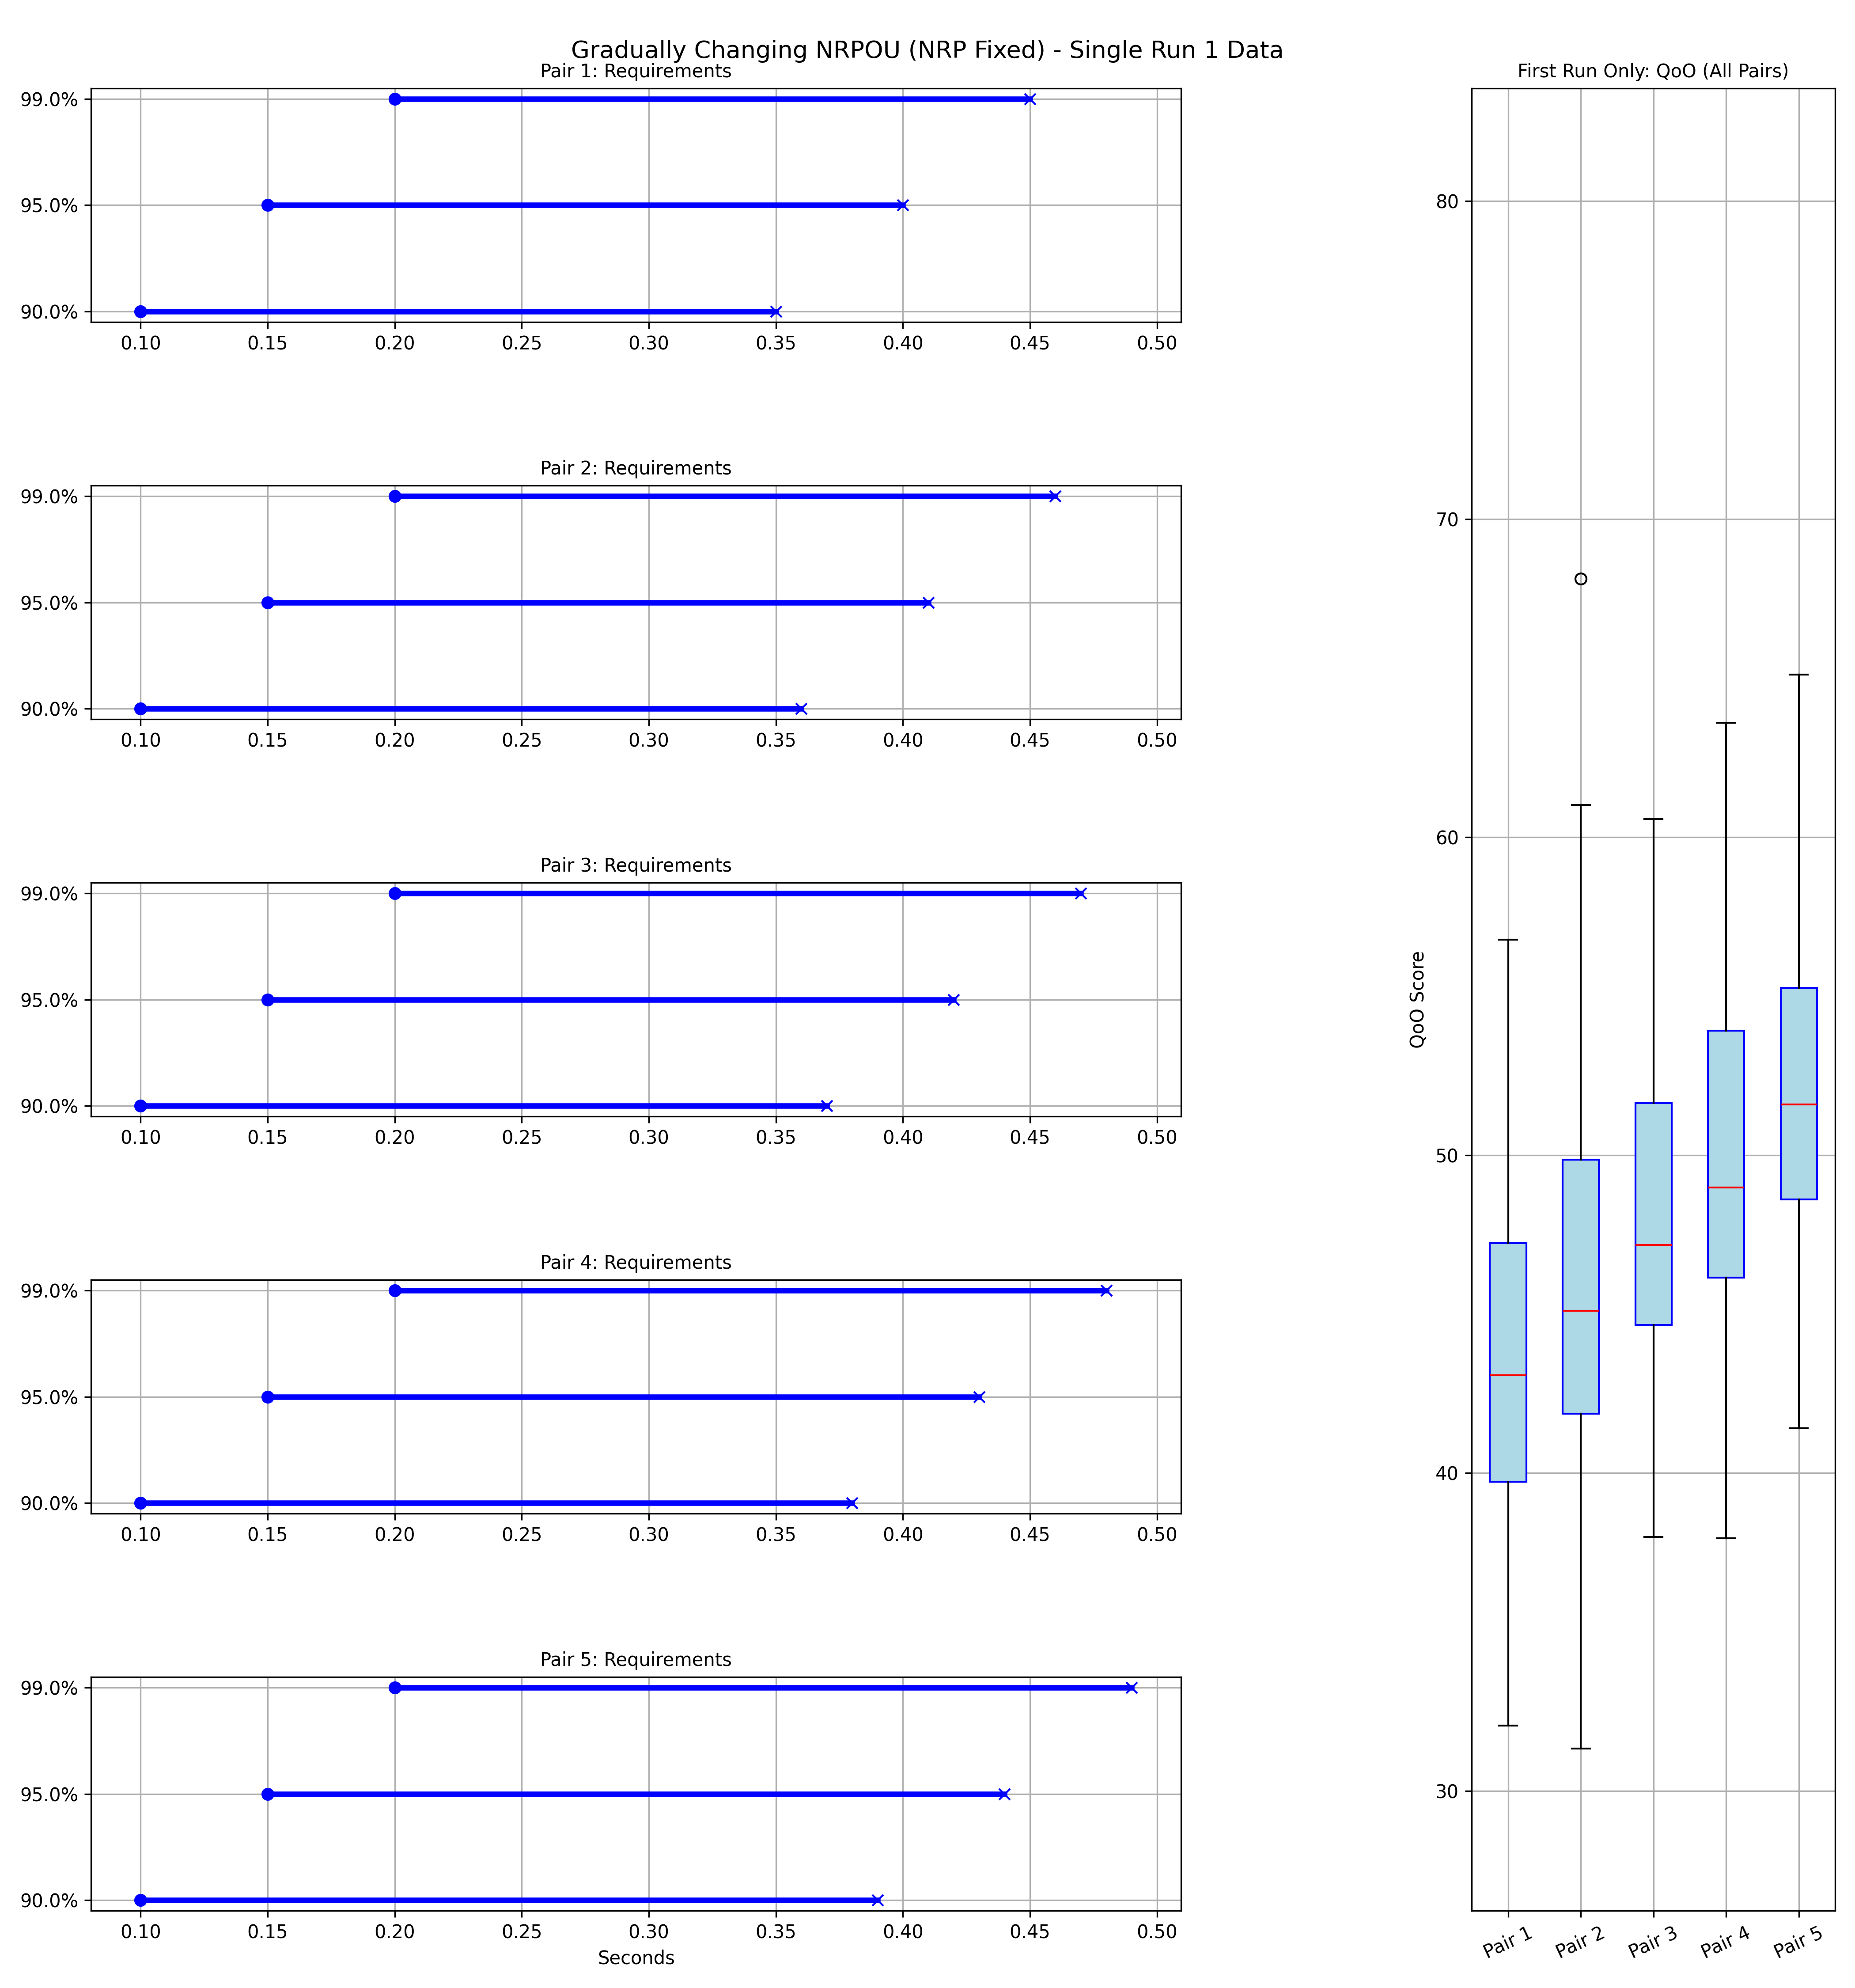 Gradually Changing NRPOU (NRP Fixed) - Single Run 1 Data
Pair 1: Requirements
99.0%
95.0%
90.0%
0.10 0.15 0.20 0.25 0.30 0.35 0.40 0.45 0.50
Pair 2: Requirements
99.0%
95.0%
90.0%
0.10 0.15 0.20 0.25 0.30 0.35 0.40 0.45 0.50
Pair 3: Requirements
99.0%
95.0%
90.0%
0.10 0.15 0.20 0.25 0.30 0.35 0.40 0.45 0.50
Pair 4: Requirements
99.0%
95.0%
90.0%
0.10 0.15 0.20 0.25 0.30 0.35 0.40 0.45 0.50
Pair 5: Requirements
99.0%
95.0%
90.0%
0.10 0.15 0.20 0.25 0.30 0.35 0.40 0.45 0.50
Seconds
First Run Only: QoO (All Pairs)
QoO Score
80
70
60
50
40
30
Pair 1 Pair 2 Pair 3 Pair 4 Pair 5